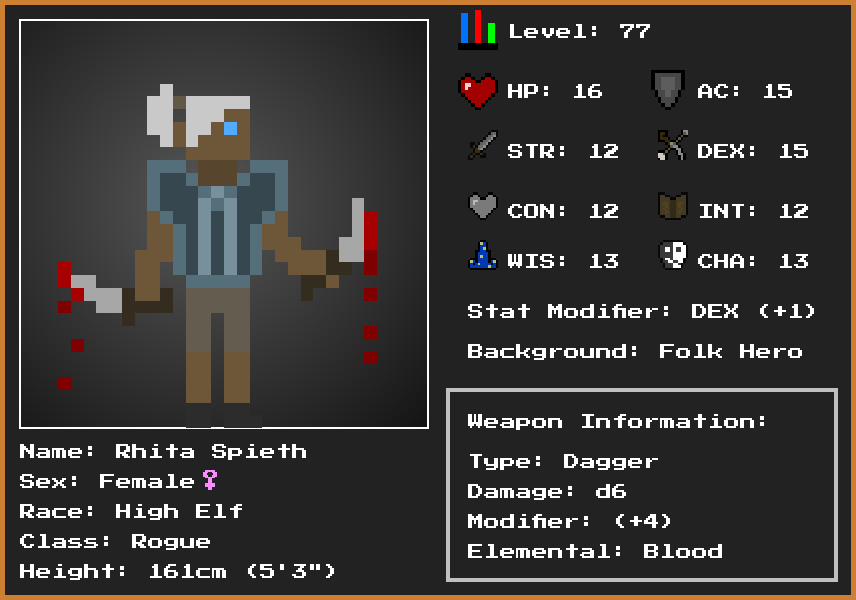 Level: 77
HP: 16
AC: 15
STR: 12
DEX: 15
CON: 12
INT: 12
WIS: 13
CHA: 13
Stat Modifier: DEX (+1)
Background: Folk Hero
Weapon Information:
Type: Dagger
Damage: d6
Modifier: (+4)
Elemental: Blood
Name: Rhita Spieth
Sex: Female♀
Race: High Elf
Class: Rogue
Height: 161cm (5'3")